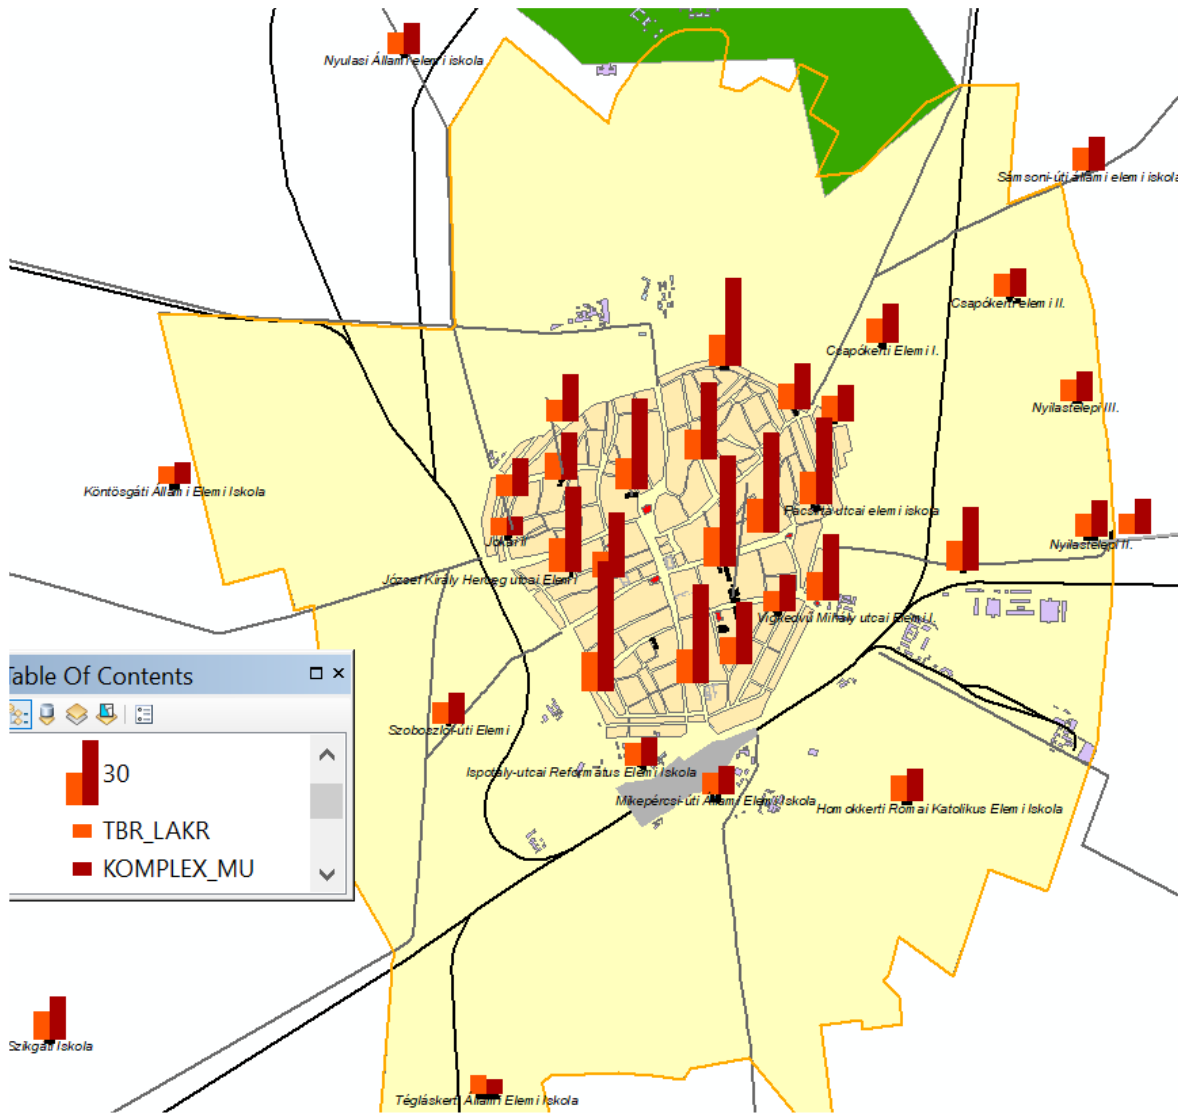 Nyulasi Állami elemi iskola
Sámsoni-úti állami elemi iskola
Csapókerti elemi II.
Csapókerti Elemi I.
Nyilastelepi III.
Köntösgáti Állami Elemi Iskola
Pacsirta-utcai elemi iskola
Nyilastelepi II.
József Király Herceg utcai Elemi
Vígkedvű Mihály utcai Elemi I.
Table Of Contents
30
TBR_LAKR
KOMPLEX_MU
Szoboszlói-úti Elemi
Ispotály-utcai Református Elemi Iskola
Mikepércsi-úti Állami Elemi Iskola
Homokkerti Római Katolikus Elemi Iskola
Szikgáti Iskola
Tégláskerti Állami Elemi Iskola